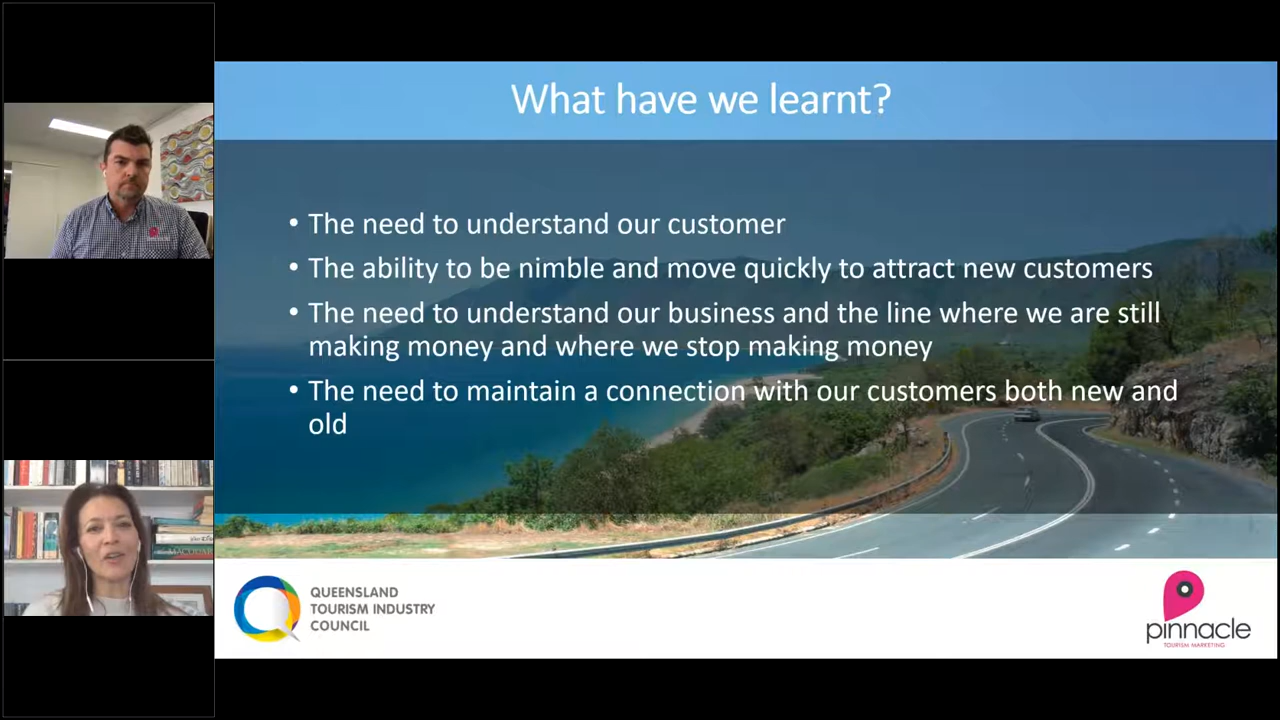 What have we learnt?
• The need to understand our customer
• The ability to be nimble and move quickly to attract new customers
• The need to understand our business and the line where we are still
making money and where we stop making money
• The need to maintain a connection with our customers both new and
old
QUEENSLAND
TOURISM INDUSTRY
COUNCIL
pinnacle
TOURISM MARKETING